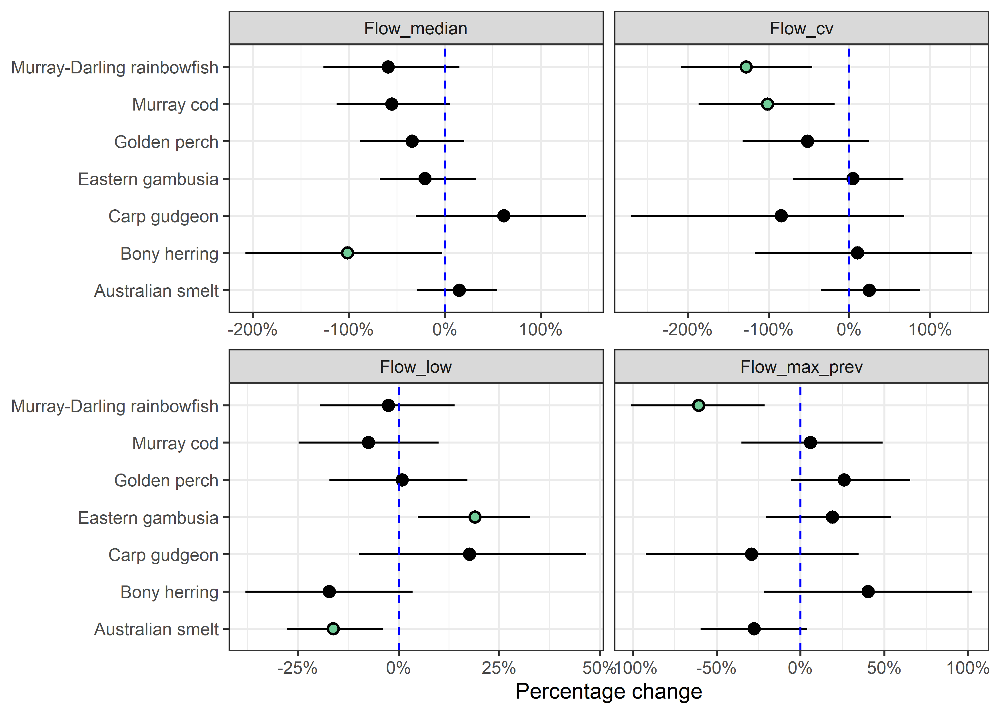 Flow_median Flow_cv
Murray-Darling rainbowfish
Murray cod
Golden perch
Eastern gambusia
Carp gudgeon
Bony herring
Australian smelt
-200% -100% 0% 100% -200% -100% 0% 100%
Flow_low Flow_max_prev
Murray-Darling rainbowfish
Murray cod
Golden perch
Eastern gambusia
Carp gudgeon
Bony herring
Australian smelt
-25% 0% 25% 50% -100% -50% 0% 50% 100%
Percentage change